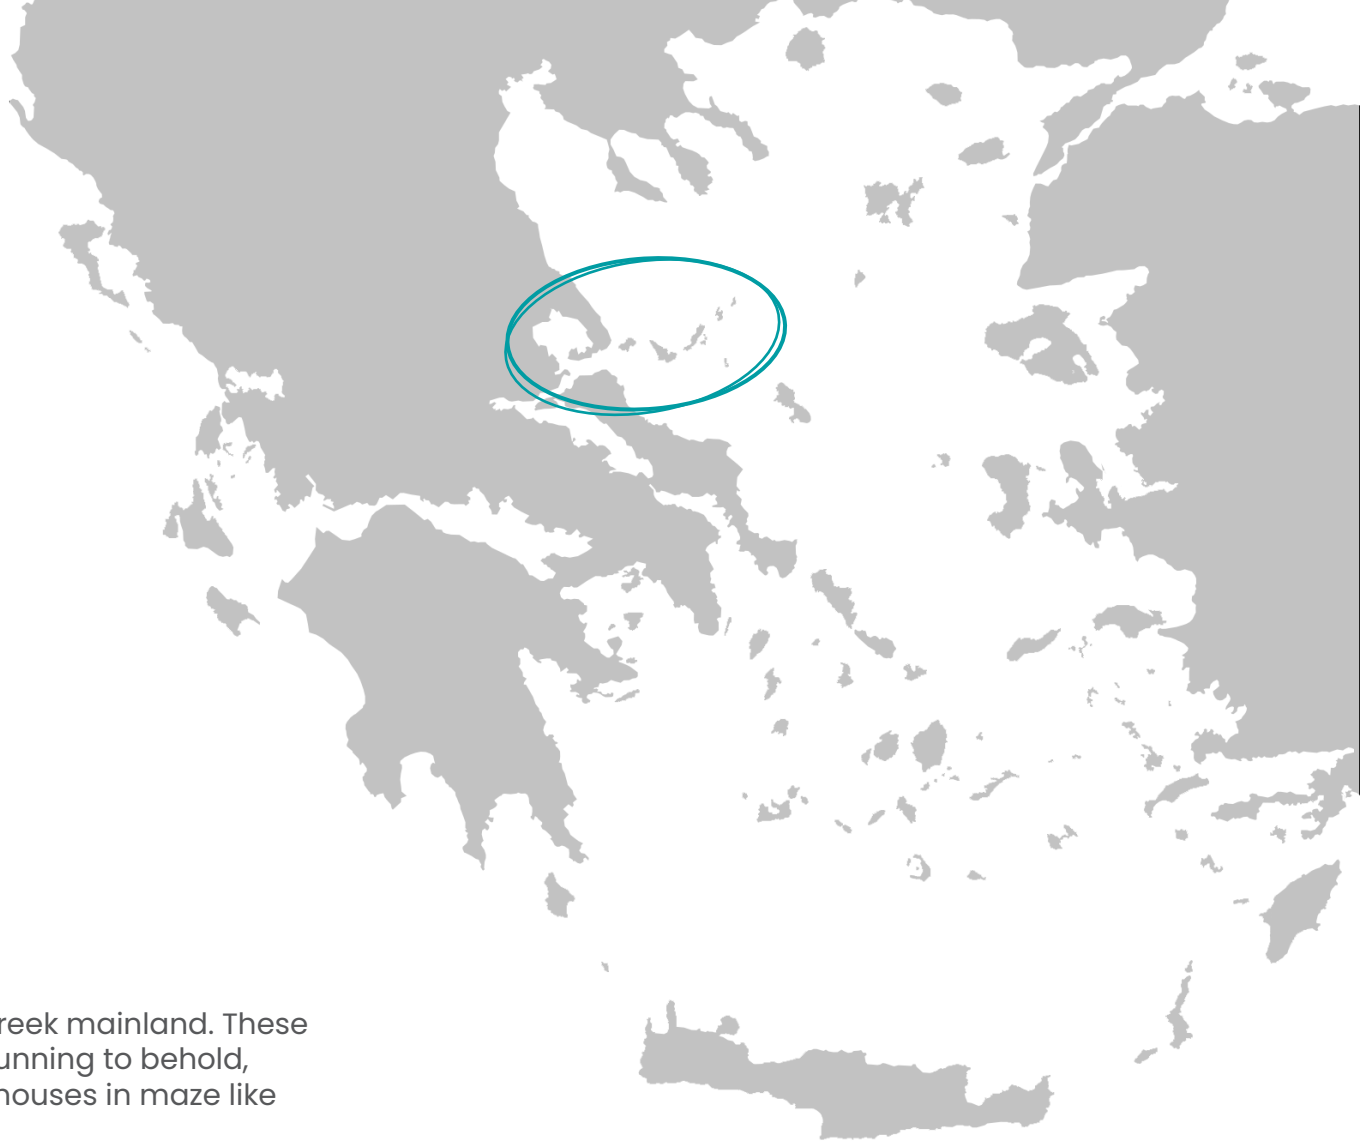 reek mainland. These
unning to behold,
houses in maze like